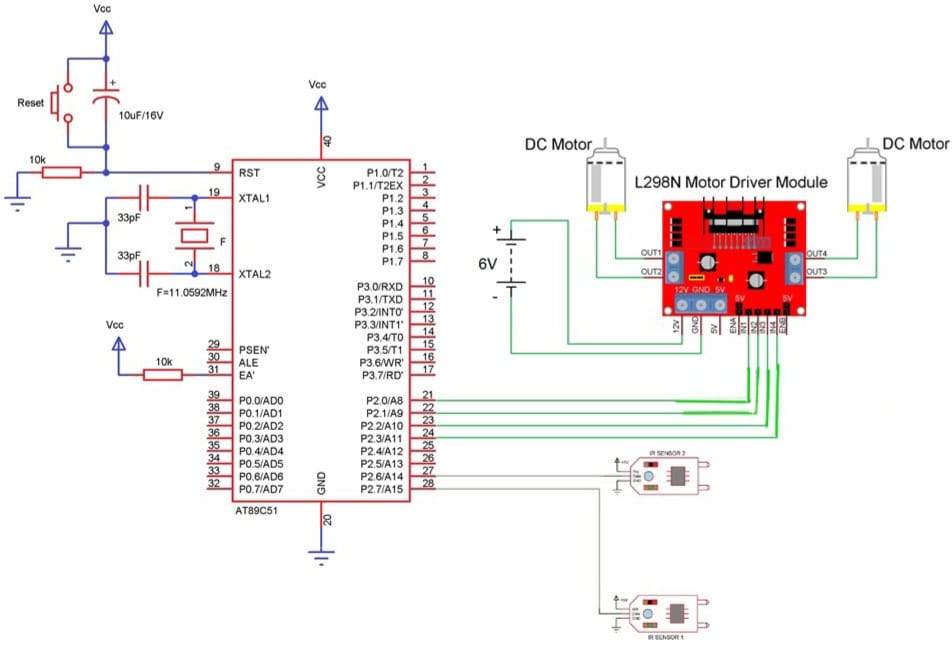 Vcc
Reset
+
10uF/16V
10k
33pF
33pF
1
F
2
F=11.0592MHz
Vcc
10k
Vcc
40
VCC
9 RST
19 XTAL1
18 XTAL2
29 PSEN'
30 ALE
31 EA'
39 P0.0/AD0
38 P0.1/AD1
37 P0.2/AD2
36 P0.3/AD3
35 P0.4/AD4
34 P0.5/AD5
33 P0.6/AD6
32 P0.7/AD7
P1.0/T2 1
P1.1/T2EX 2
P1.2 3
P1.3 4
P1.4 5
P1.5 6
P1.6 7
P1.7 8
P3.0/RXD 10
P3.1/TXD 11
P3.2/INT0' 12
P3.3/INT1' 13
P3.4/T0 14
P3.5/T1 15
P3.6/WR' 16
P3.7/RD' 17
P2.0/A8 21
P2.1/A9 22
P2.2/A10 23
P2.3/A11 24
P2.4/A12 25
P2.5/A13 26
P2.6/A14 27
P2.7/A15 28
GND
20
AT89C51
+
6V
-
DC Motor
DC Motor
L298N Motor Driver Module
OUT1
OUT2
OUT4
OUT3
12V GND 5V
5V
5V
12V
GND
5V
ENA
IN1
IN2
IN3
IN4
ENB
IR SENSOR 2
+5V
GND
IR SENSOR 1
+5V
GND